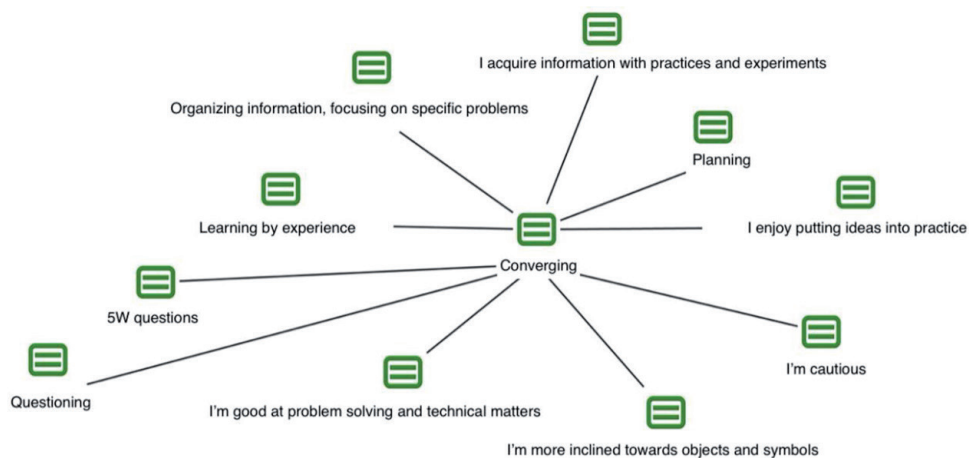 I acquire information with practices and experiments
Organizing information, focusing on specific problems
Planning
Learning by experience
I enjoy putting ideas into practice
Converging
5W questions
I'm cautious
Questioning
I'm good at problem solving and technical matters
I'm more inclined towards objects and symbols